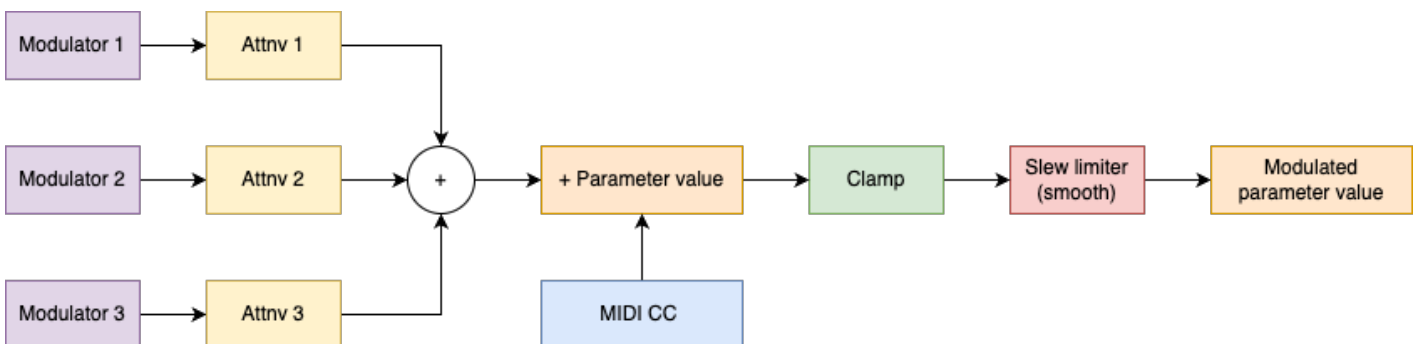 Modulator 1
Attnv 1
Modulator 2
Attnv 2
+
+ Parameter value
Clamp
Slew limiter
(smooth)
Modulated
parameter value
Modulator 3
Attnv 3
MIDI CC